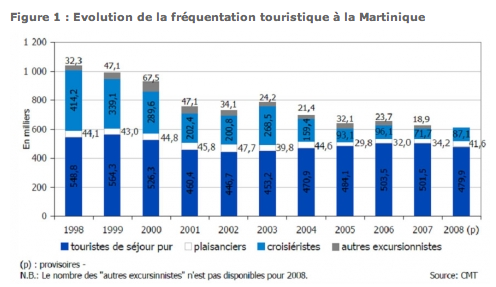 Figure 1 : Evolution de la fréquentation touristique à la Martinique
En milliers
1 200
1 000
800
600
400
200
0
32,3 47,1 67,5 47,1 34,1 24,2 21,4 32,1 23,7 18,9
414,2 339,1 289,6 202,4 200,8 268,5 159,4 93,1 96,1 71,7 87,1
44,1 43,0 44,8 45,8 47,7 39,8 44,6 29,8 32,0 34,2 41,6
548,8 564,3 526,3 460,4 446,7 453,2 470,9 484,1 503,5 501,5 479,9
1998 1999 2000 2001 2002 2003 2004 2005 2006 2007 2008 (p)
touristes de séjour pur plaisanciers croisiéristes autres excursionnistes
(p) : provisoires -
N.B.: Le nombre des "autres excursinnistes" n'est pas disponibles pour 2008. Source: CMT